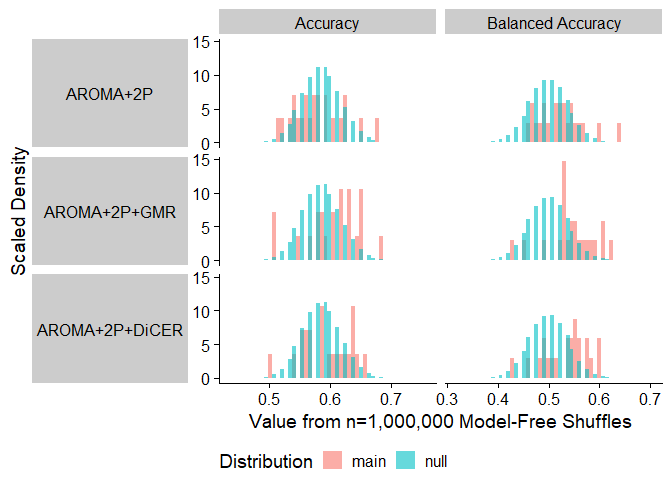 Accuracy Balanced Accuracy
Scaled Density
AROMA+2P
15
10
5
0
AROMA+2P+GMR
15
10
5
0
AROMA+2P+DiCER
15
10
5
0
0.5 0.6 0.7 0.3 0.4 0.5 0.6 0.7
Value from n=1,000,000 Model-Free Shuffles
Distribution main null